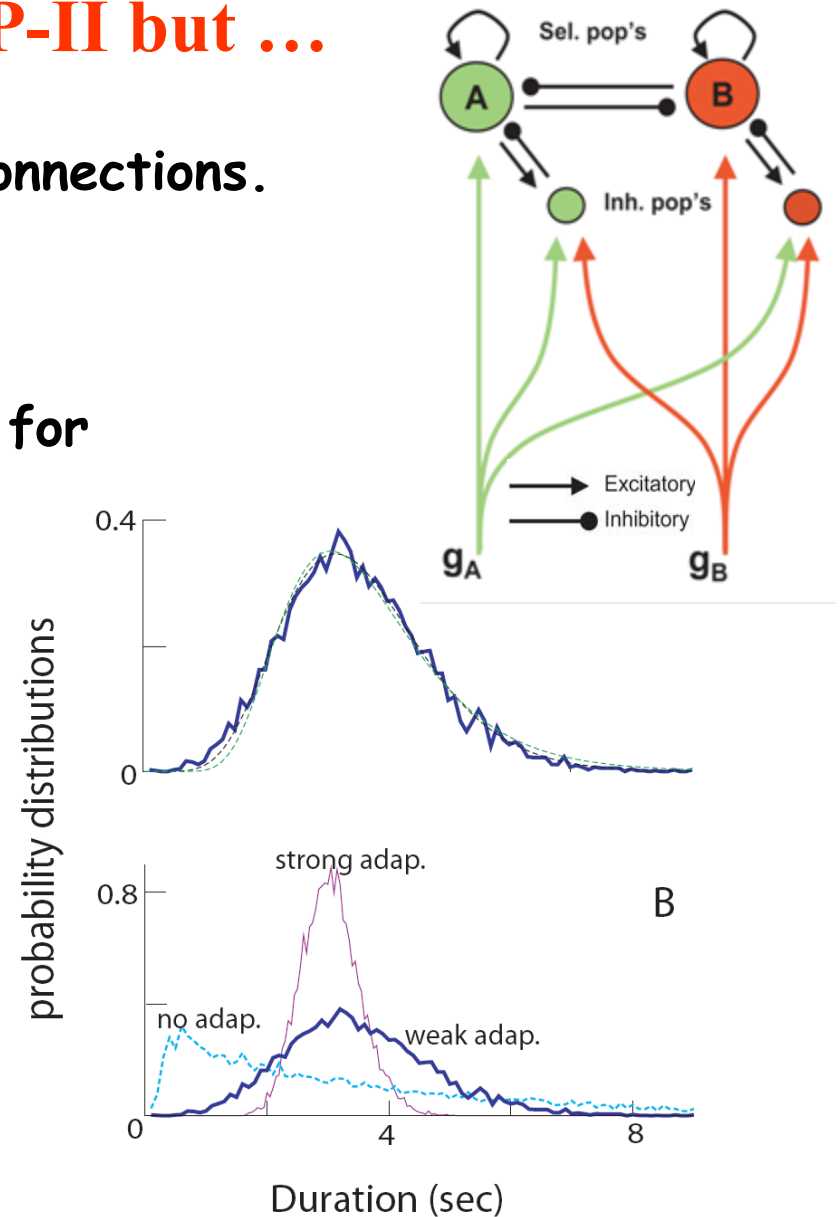 P-II but ...
onnections.
for
Sel. pop's
A
B
Inh. pop's
Excitatory
Inhibitory
gA
gB
0.4
0
probability distributions
strong adap.
0.8
B
no adap.
weak adap.
0
4
8
Duration (sec)